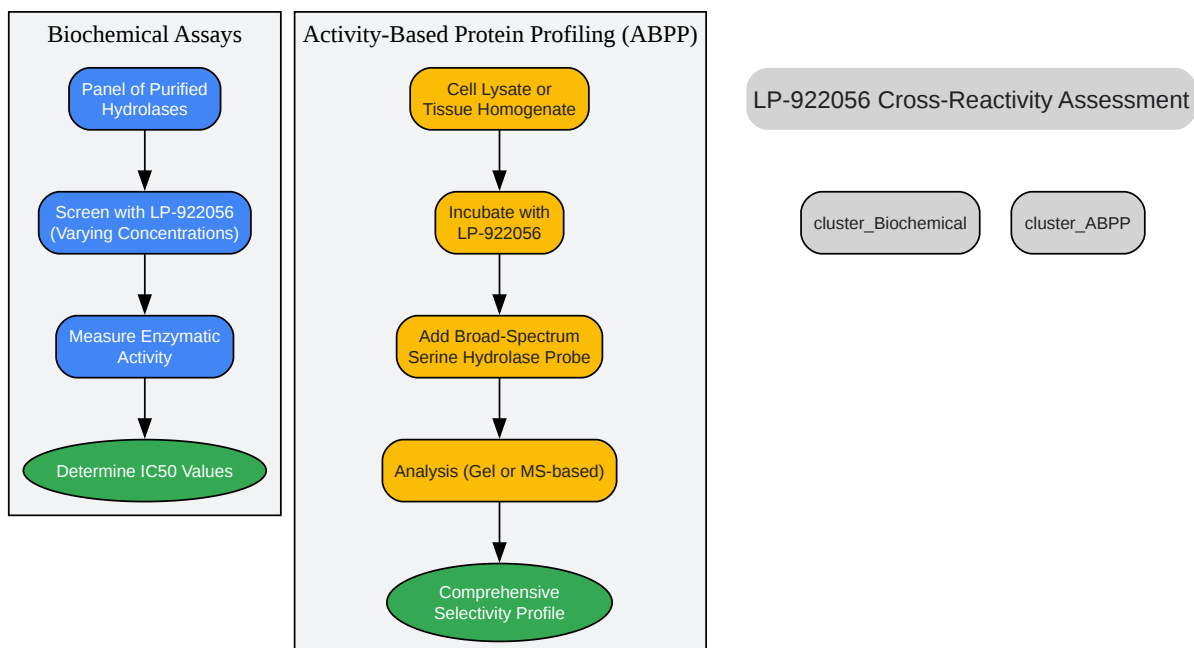 Biochemical Assays
Panel of Purified
Hydrolases
Screen with LP-922056
(Varying Concentrations)
Measure Enzymatic
Activity
Determine IC50 Values
Activity-Based Protein Profiling (ABPP)
Cell Lysate or
Tissue Homogenate
Incubate with
LP-922056
Add Broad-Spectrum
Serine Hydrolase Probe
Analysis (Gel or MS-based)
Comprehensive
Selectivity Profile
LP-922056 Cross-Reactivity Assessment
cluster_Biochemical
cluster_ABPP